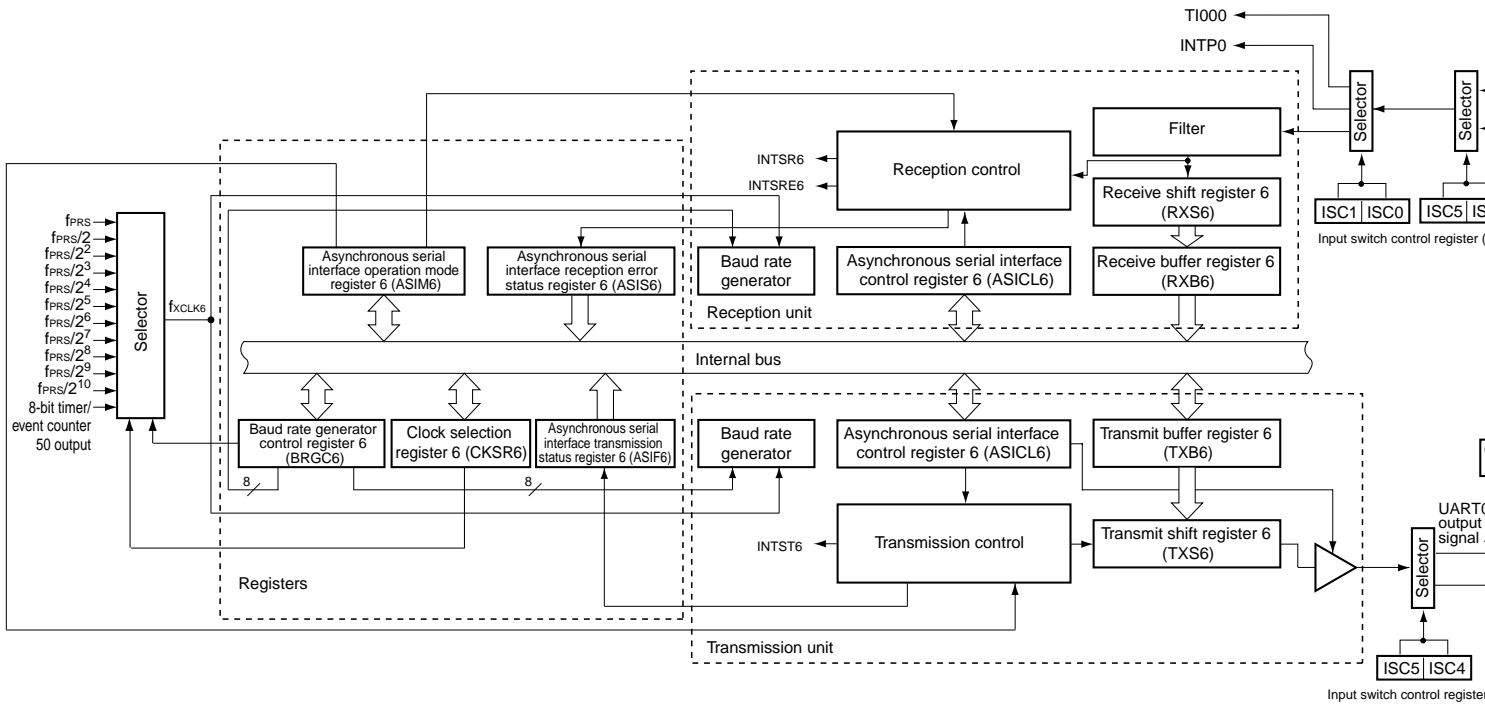 TI000
INTP0
Selector
Selector
Filter
Reception control
INTSR6
INTSRE6
Receive shift register 6
(RXS6)
ISC1 ISC0
ISC5
Input switch control register (
fPRS
fPRS/2
fPRS/2²
fPRS/2³
fPRS/2⁴
fPRS/2⁵
fPRS/2⁶
fPRS/2⁷
fPRS/2⁸
fPRS/2⁹
fPRS/2¹⁰
8-bit timer/
event counter
50 output
Selector
fXCLK6
Asynchronous serial
interface operation mode
register 6 (ASIM6)
Asynchronous serial
interface reception error
status register 6 (ASIS6)
Baud rate
generator
Asynchronous serial interface
control register 6 (ASICL6)
Receive buffer register 6
(RXB6)
Reception unit
Internal bus
Baud rate generator
control register 6
(BRGC6)
Clock selection
register 6 (CKSR6)
Asynchronous serial
interface transmission
status register 6 (ASIF6)
Baud rate
generator
Asynchronous serial interface
control register 6 (ASICL6)
Transmit buffer register 6
(TXB6)
8
8
INTST6
Transmission control
Transmit shift register 6
(TXS6)
UART0
output
signal
Selector
Registers
Transmission unit
ISC5 ISC4
Input switch control register